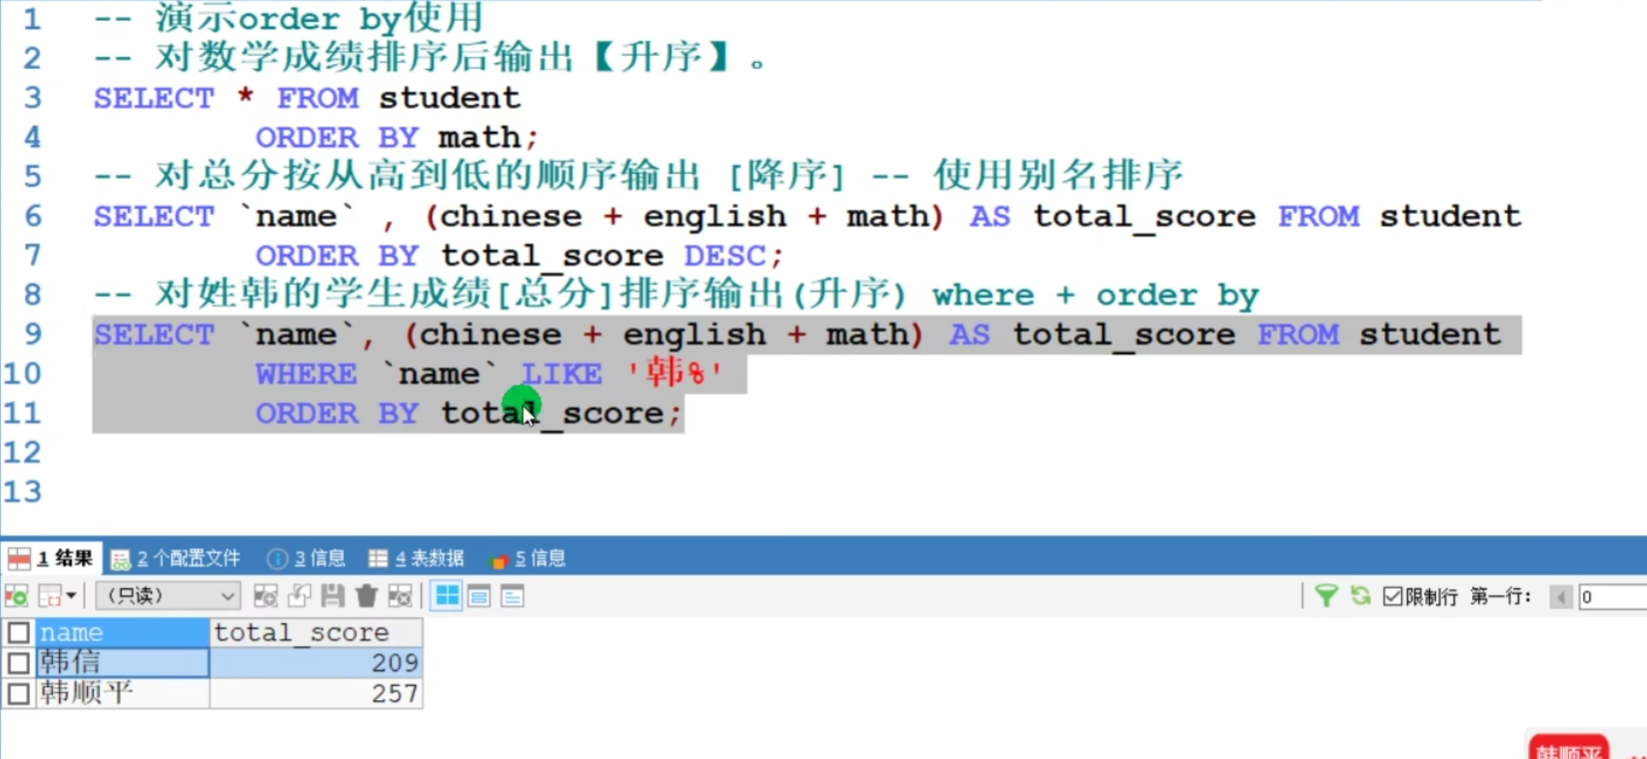 1 -- 演示order by使用
2 -- 对数学成绩排序后输出【升序】。
3 SELECT * FROM student
4 ORDER BY math;
5 -- 对总分按从高到低的顺序输出 [降序] -- 使用别名排序
6 SELECT `name` , (chinese + english + math) AS total_score FROM student
7 ORDER BY total_score DESC;
8 -- 对姓韩的学生成绩[总分]排序输出(升序) where + order by
9 SELECT `name`, (chinese + english + math) AS total_score FROM student
10 WHERE `name` LIKE '韩%'
11 ORDER BY total_score;
12
13
1 结果 2 个配置文件 3 信息 4 表数据 5 信息
（只读） 限制行 第一行: 0
name total_score
韩信 209
韩顺平 257
韩顺平